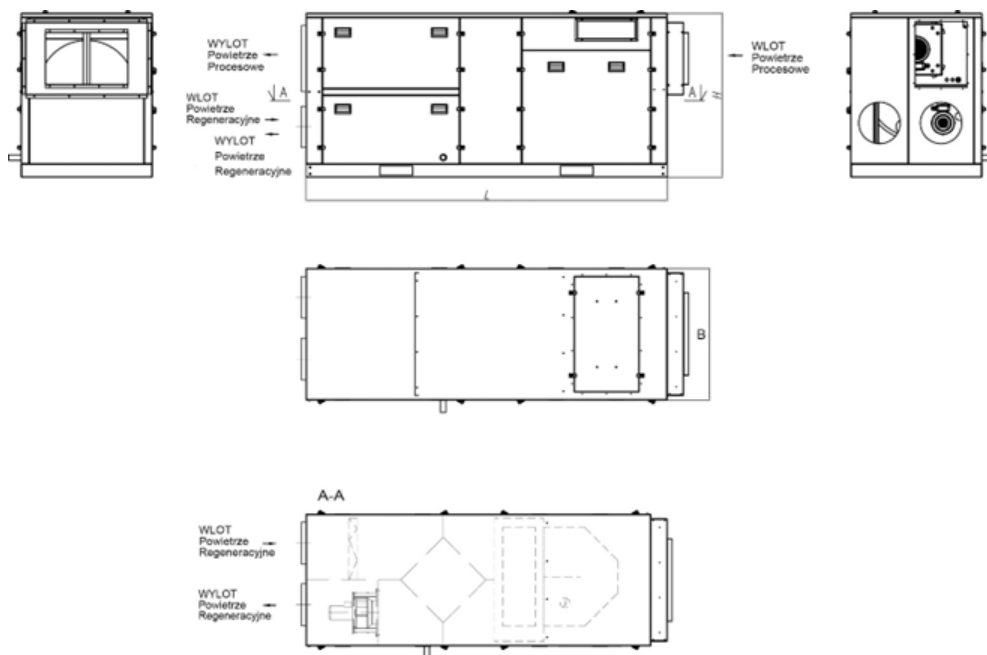 WYLOT
Powietrze
Procesowe
WLOT
Powietrze
Regeneracyjne
WYLOT
Powietrze
Regeneracyjne
A
A
H
WLOT
Powietrze
Procesowe
L
B
A-A
WLOT
Powietrze
Regeneracyjne
WYLOT
Powietrze
Regeneracyjne